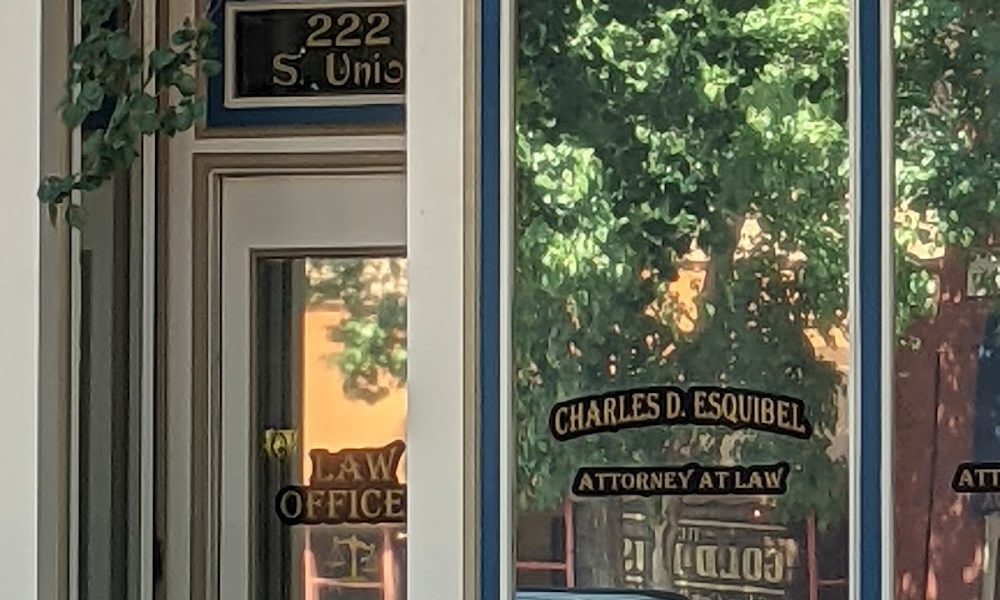 222
S. Unio
LAW
OFFICE
CHARLES D. ESQUIBEL
ATTORNEY AT LAW
ATT